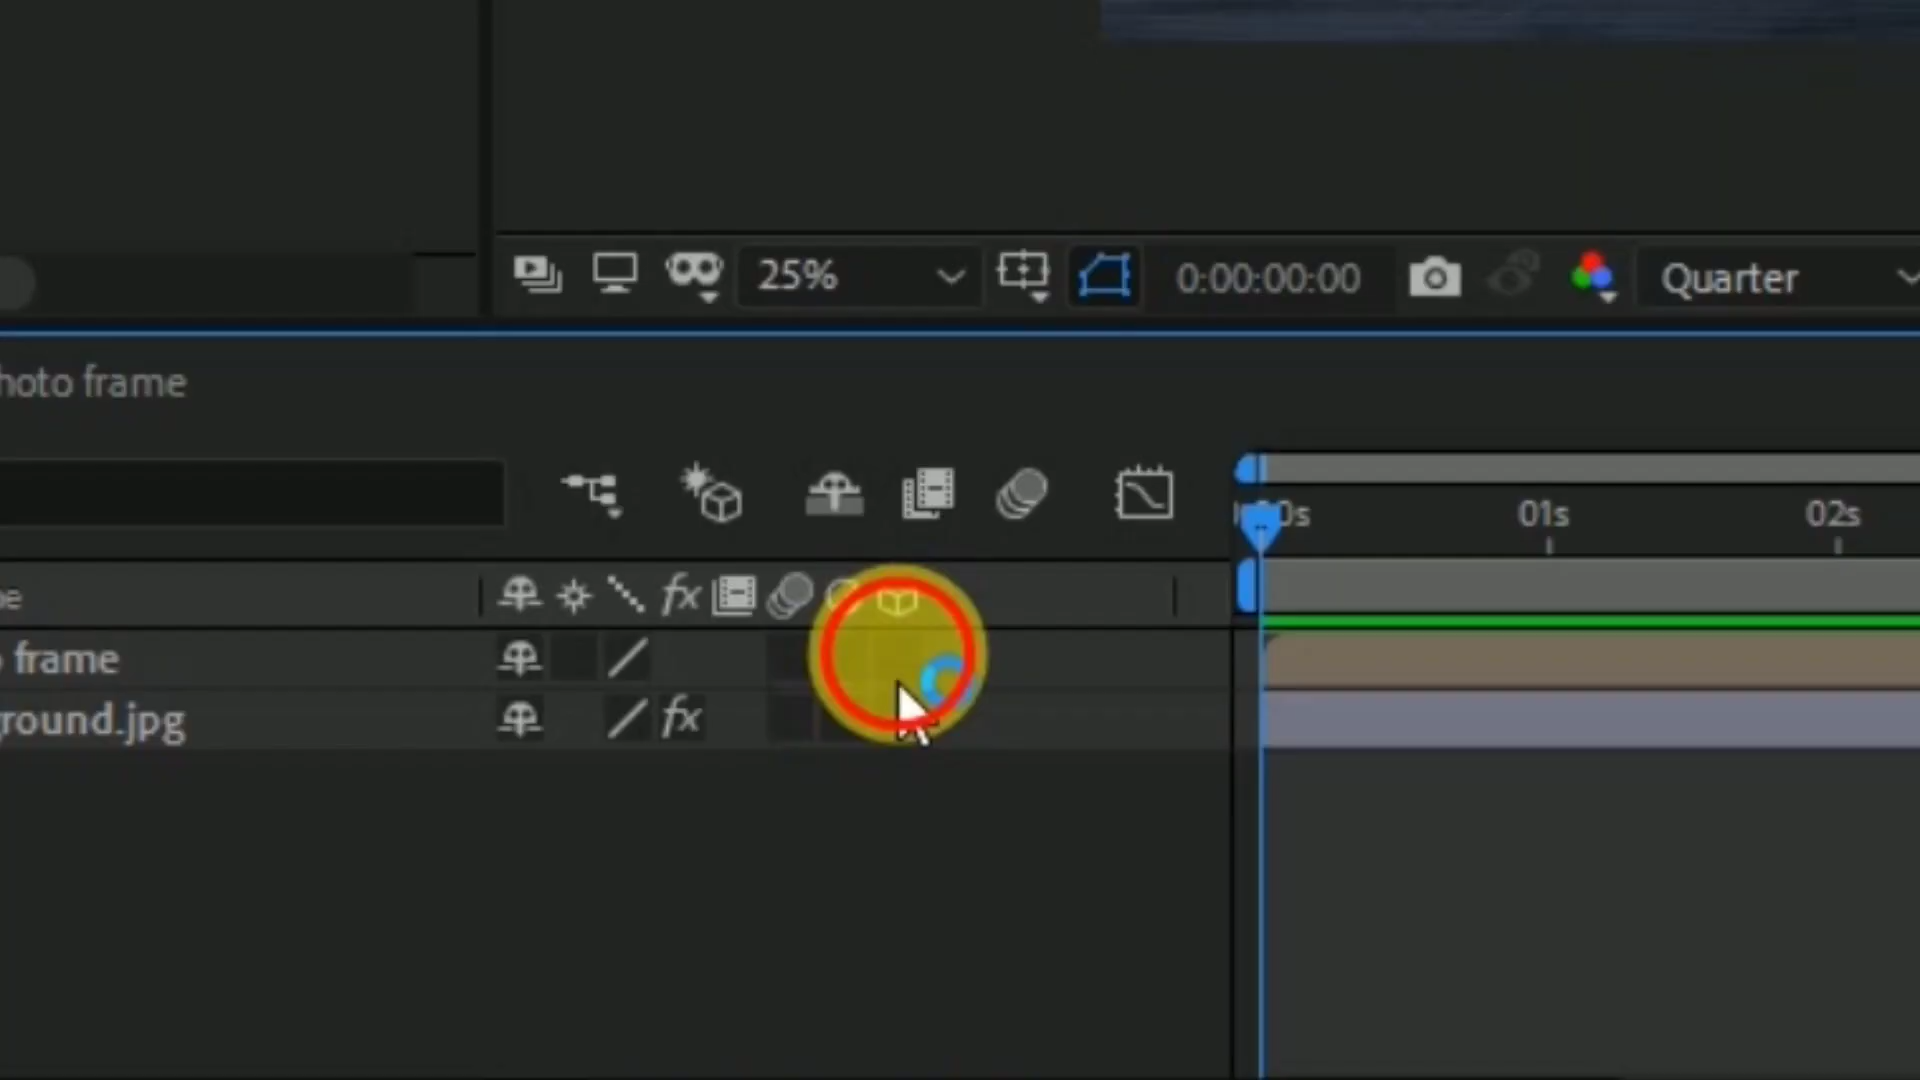 25%
0:00:00:00
Quarter
hoto frame
01s
02s
fx
frame
round.jpg
fx